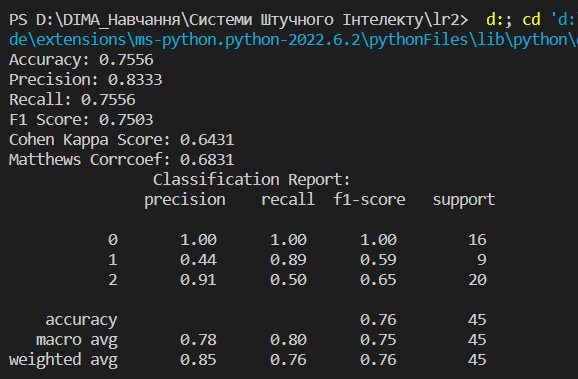 PS D:\DIMA_Навчання\Системи Штучного Інтелекту\lr2>  d:; cd 'd:
de\extensions\ms-python.python-2022.6.2\pythonFiles\lib\python\
Accuracy: 0.7556
Precision: 0.8333
Recall: 0.7556
F1 Score: 0.7503
Cohen Kappa Score: 0.6431
Matthews Corrcoef: 0.6831
Classification Report:
precision recall f1-score support
0 1.00 1.00 1.00 16
1 0.44 0.89 0.59 9
2 0.91 0.50 0.65 20
accuracy 0.76 45
macro avg 0.78 0.80 0.75 45
weighted avg 0.85 0.76 0.76 45